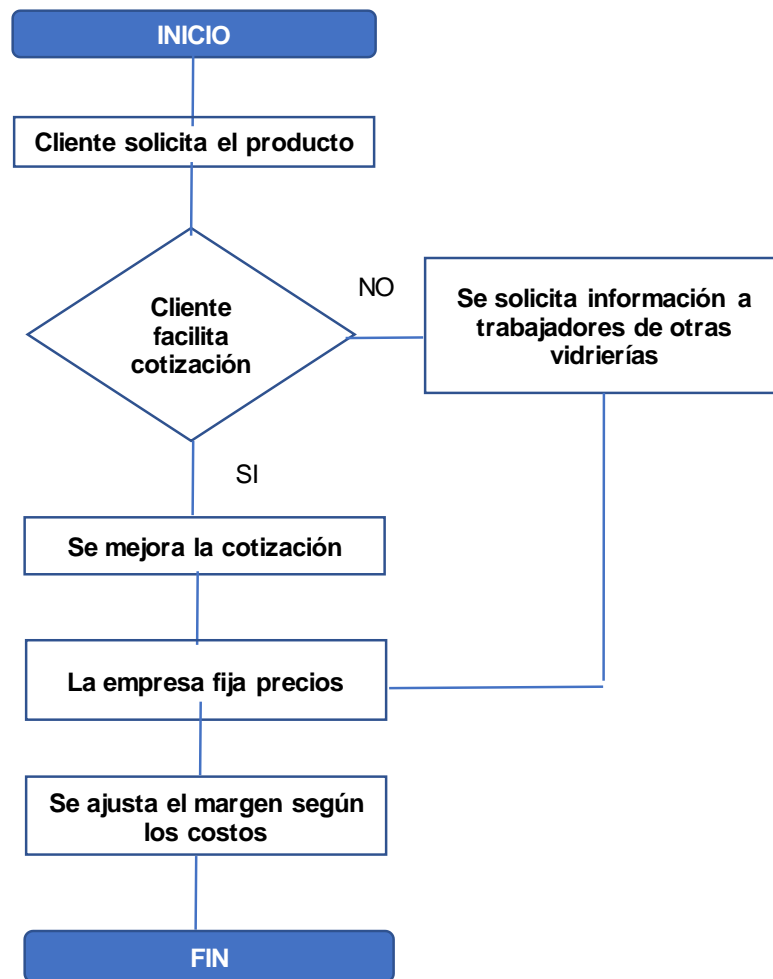 INICIO
Cliente solicita el producto
Cliente
facilita
cotización
NO
Se solicita información a
trabajadores de otras
vidrierías
SI
Se mejora la cotización
La empresa fija precios
Se ajusta el margen según
los costos
FIN